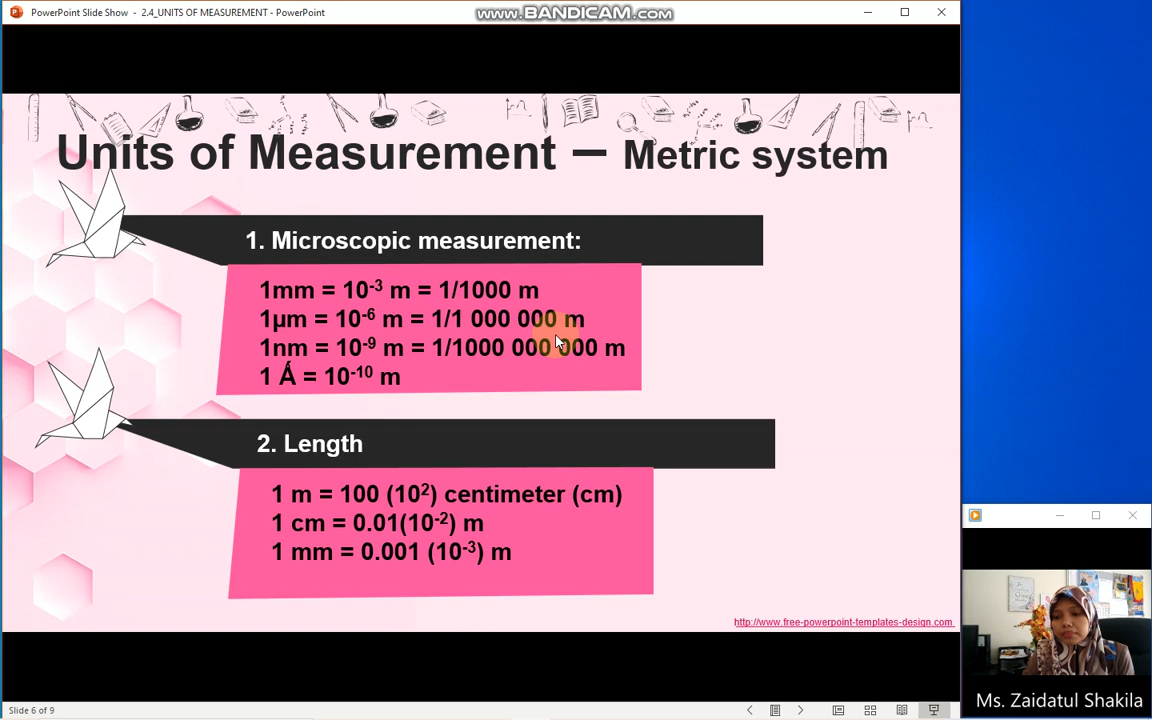 PowerPoint Slide Show - 2.4_UNITS OF MEASUREMENT - PowerPoint
www.BANDICAM.com
Units of Measurement – Metric system
1. Microscopic measurement:
1mm = 10⁻³ m = 1/1000 m
1µm = 10⁻⁶ m = 1/1 000 000 m
1nm = 10⁻⁹ m = 1/1000 000 000 m
1 Ǻ = 10⁻¹⁰ m
2. Length
1 m = 100 (10²) centimeter (cm)
1 cm = 0.01(10⁻²) m
1 mm = 0.001 (10⁻³) m
http://www.free-powerpoint-templates-design.com
Ms. Zaidatul Shakila
Slide 6 of 9